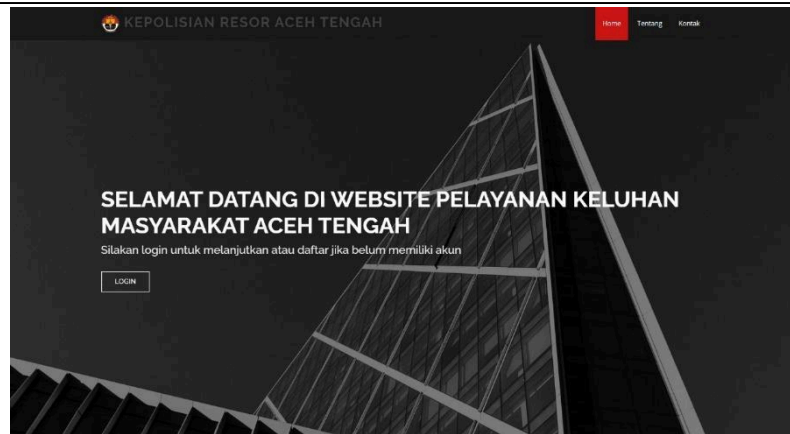 KEPOLISIAN RESOR ACEH TENGAH
Home Tentang Kontak
SELAMAT DATANG DI WEBSITE PELAYANAN KELUHAN
MASYARAKAT ACEH TENGAH
Silakan login untuk melanjutkan atau daftar jika belum memiliki akun
LOGIN